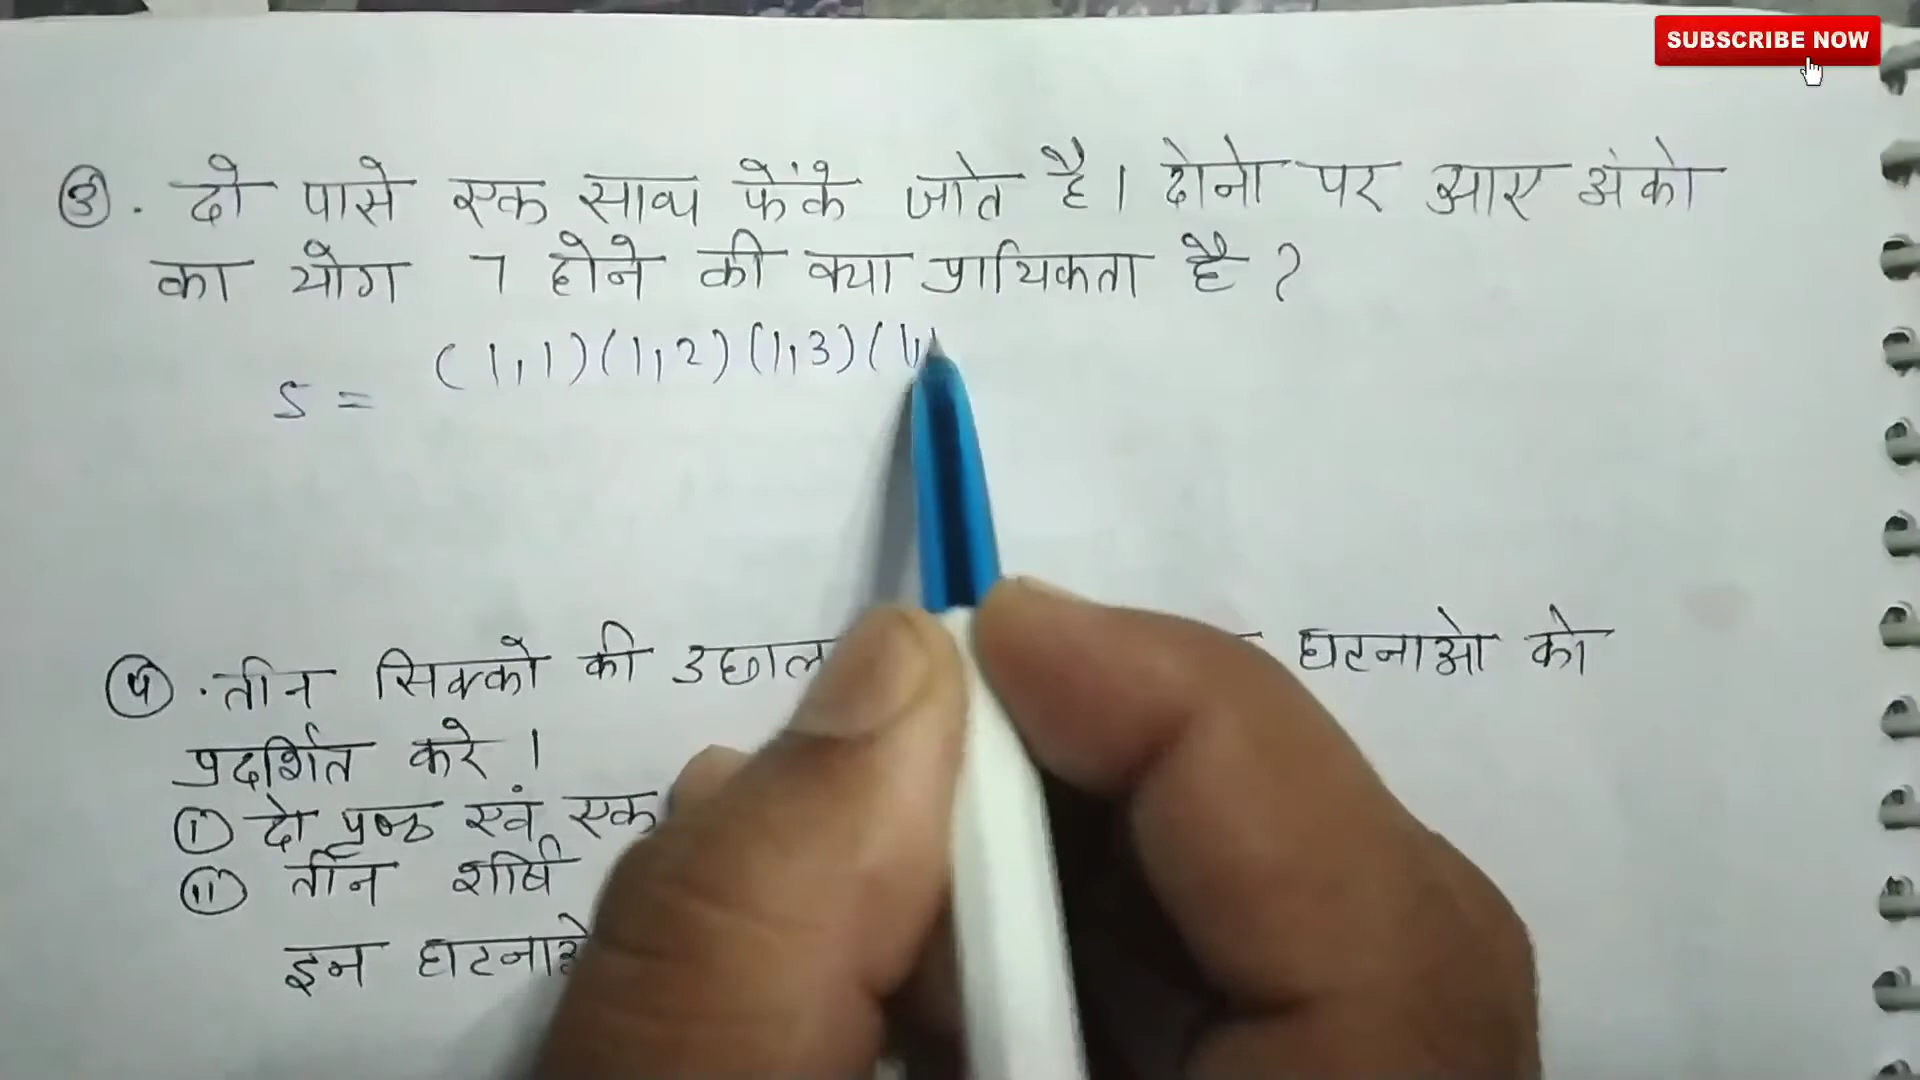 SUBSCRIBE NOW
③. दो पासे एक साथ फेंके जाते है। दोनो पर आए अंको
का योग 7 होने की क्या प्रायिकता है?
S = (1,1)(1,2)(1,3)(1,
④. तीन सिक्को की उछाल घटनाओ को
प्रदर्शित करे।
(i) दो पृष्ठ एवं एक
(ii) तीन शीर्ष
इन घटनाओ